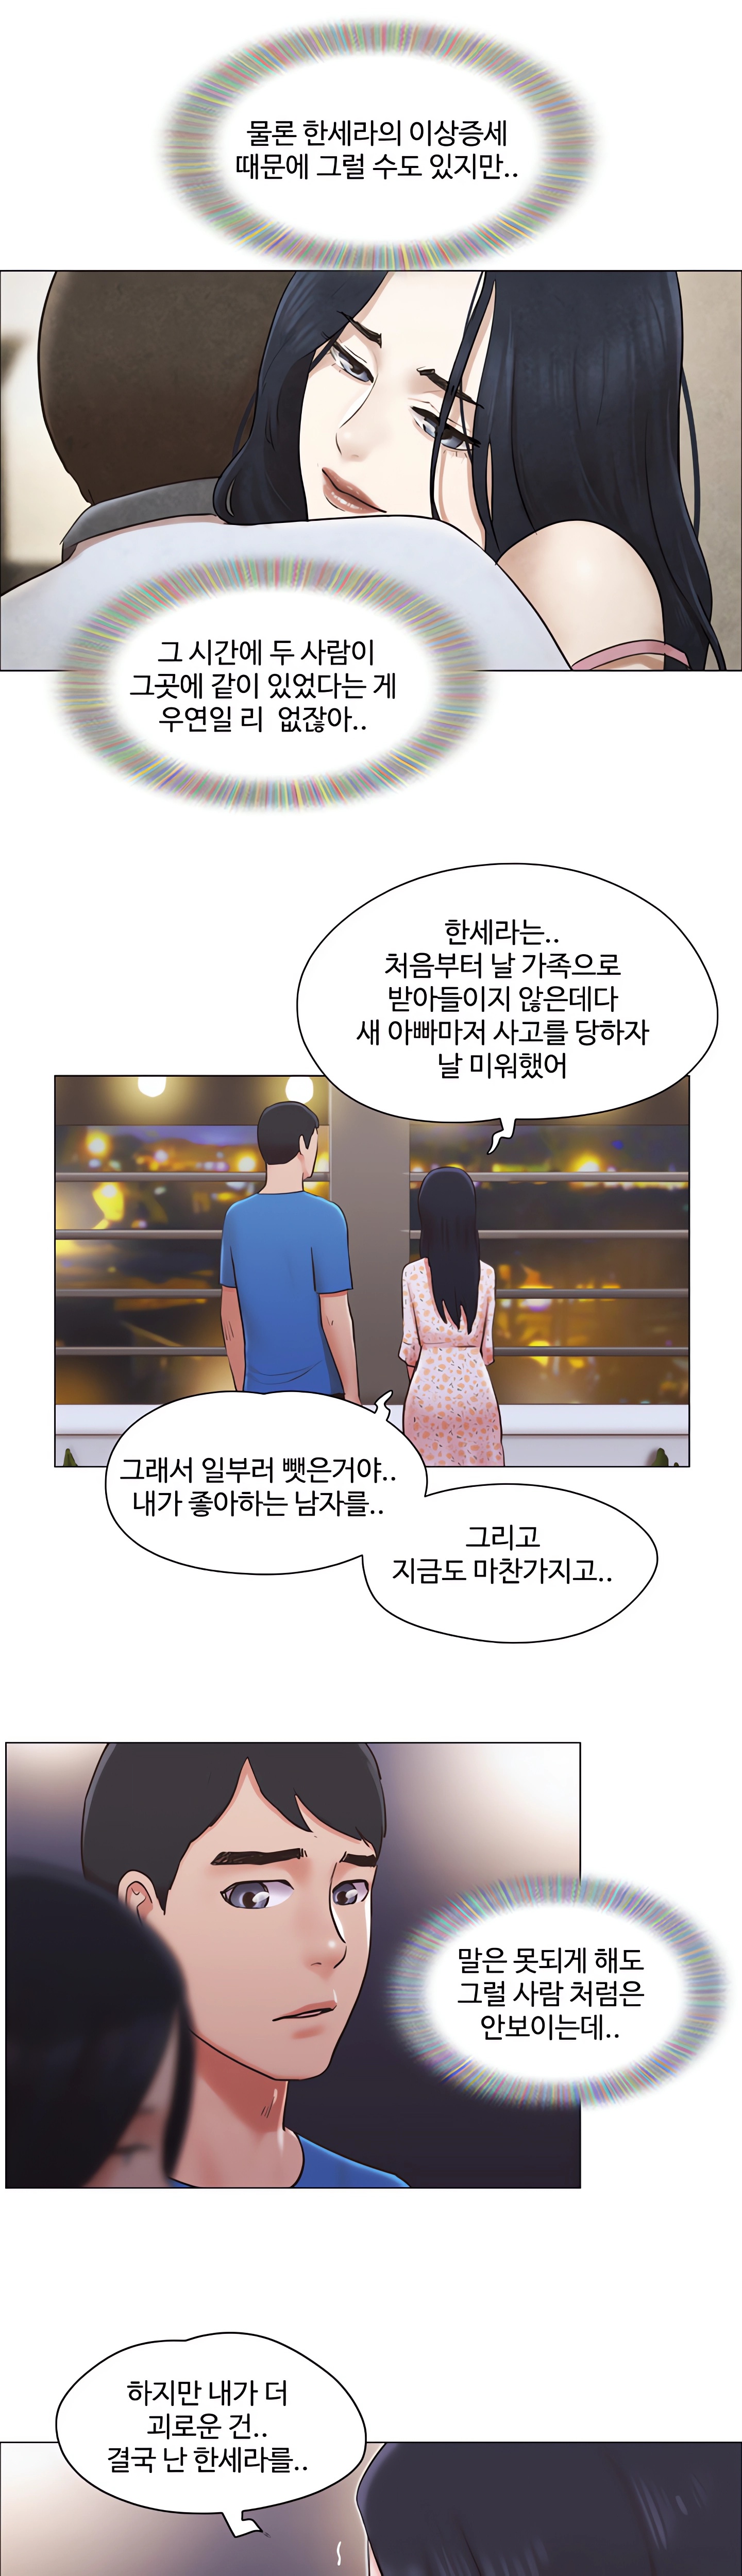 물론 한세라의 이상증세
때문에 그럴 수도 있지만..
그 시간에 두 사람이
그곳에 같이 있었다는 게
우연일 리 없잖아..
한세라는..
처음부터 날 가족으로
받아들이지 않은데다
새 아빠마저 사고를 당하자
날 미워했어
그래서 일부러 뺏은거야..
내가 좋아하는 남자를..
그리고
지금도 마찬가지고..
말은 못되게 해도
그럴 사람 처럼은
안보이는데..
하지만 내가 더
괴로운 건..
결국 난 한세라를..